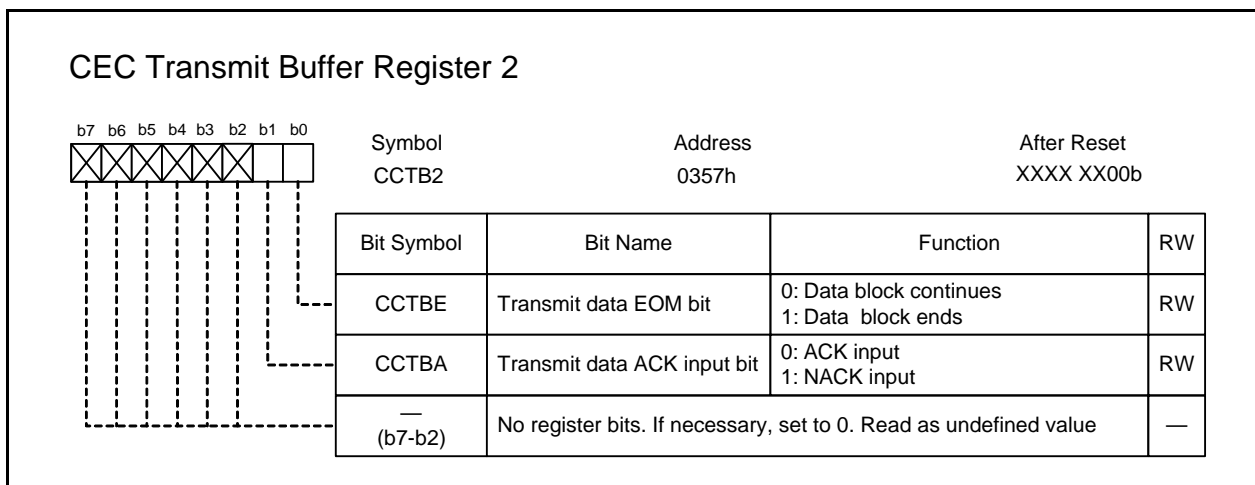 CEC Transmit Buffer Register 2
b7 b6 b5 b4 b3 b2 b1 b0
Symbol Address After Reset
CCTB2 0357h XXXX XX00b
Bit Symbol Bit Name Function RW
CCTBE Transmit data EOM bit 0: Data block continues
1: Data block ends RW
CCTBA Transmit data ACK input bit 0: ACK input
1: NACK input RW
—
(b7-b2) No register bits. If necessary, set to 0. Read as undefined value —